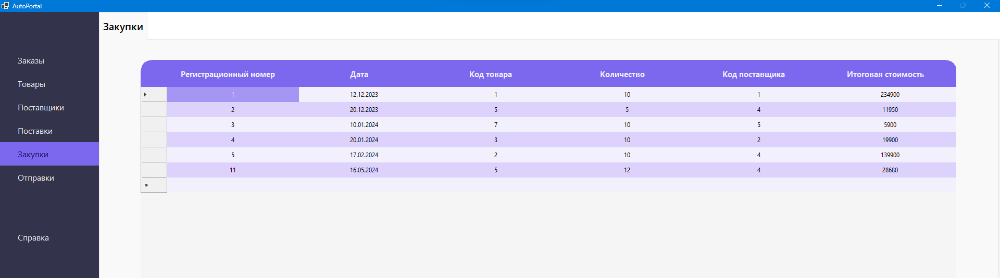 AutoPortal
Закупки
Заказы
Товары
Поставщики
Поставки
Закупки
Отправки
Справка
Регистрационный номер Дата Код товара Количество Код поставщика Итоговая стоимость
1 12.12.2023 1 10 1 234900
2 20.12.2023 5 5 4 11950
3 10.01.2024 7 10 5 5900
4 20.01.2024 3 10 2 19900
5 17.02.2024 2 10 4 139900
11 16.05.2024 5 12 4 28680